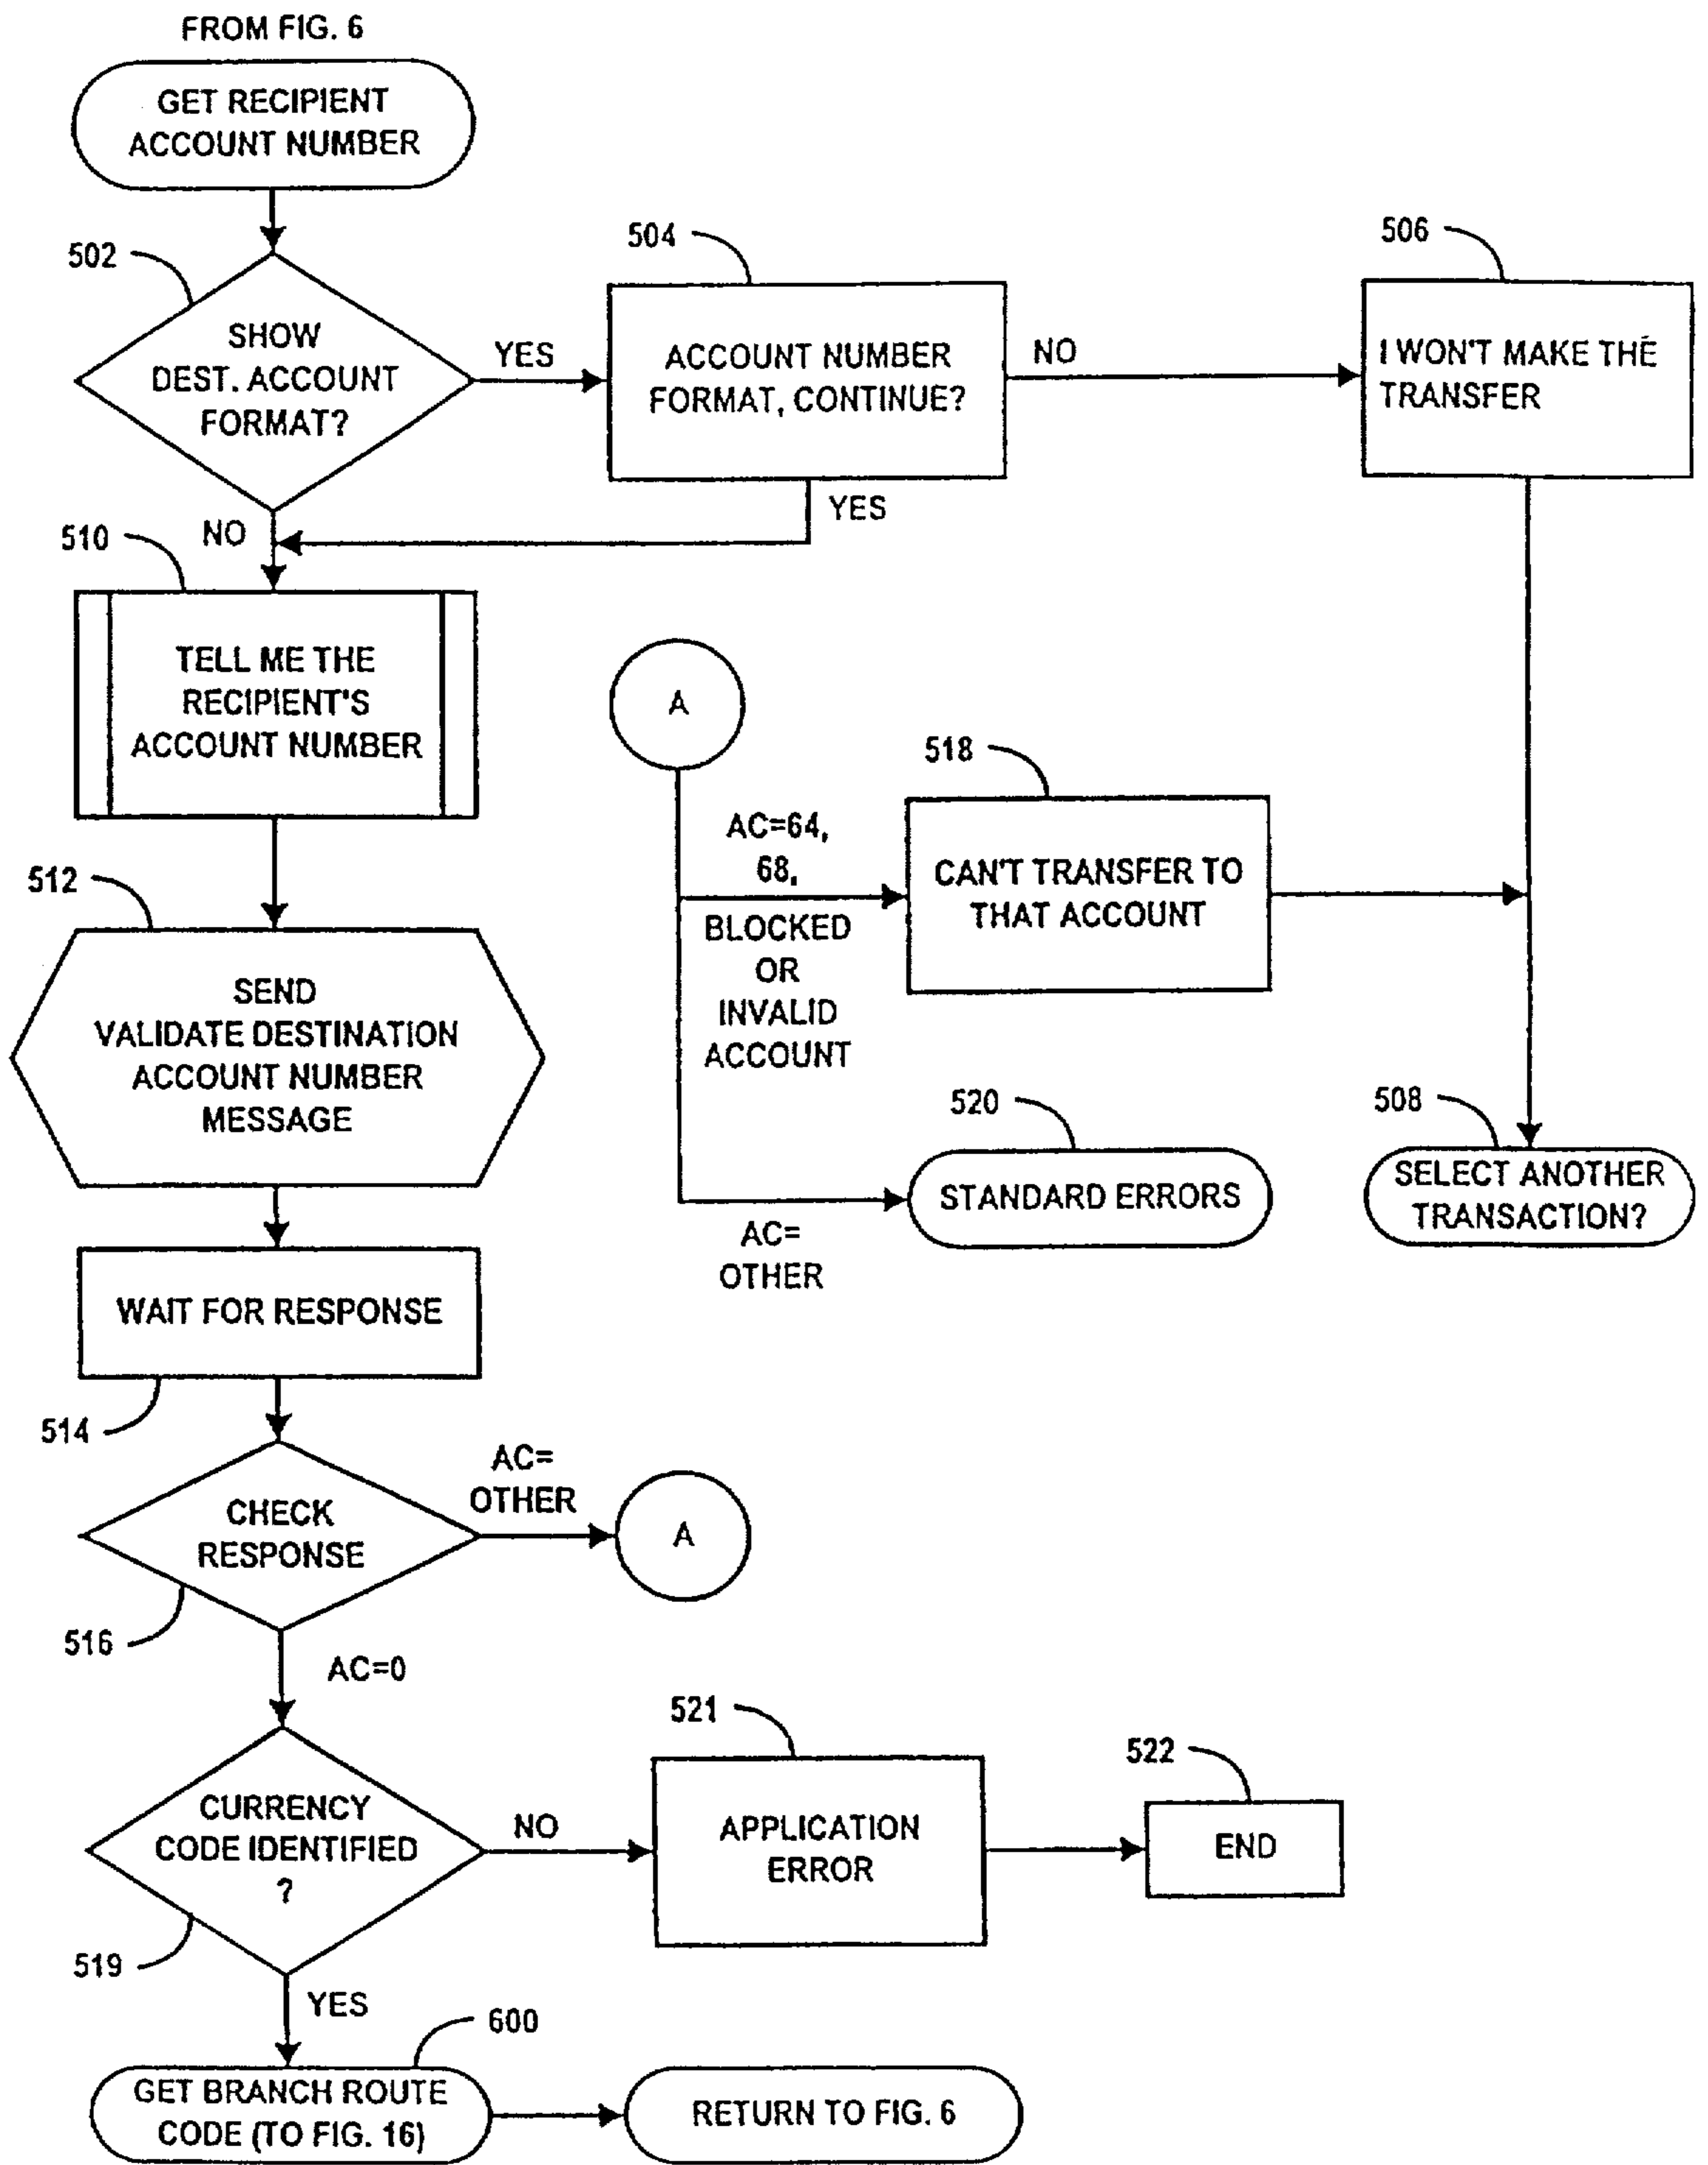 FROM FIG. 6
GET RECIPIENT
ACCOUNT NUMBER
502
SHOW
DEST. ACCOUNT
FORMAT?
YES
504
ACCOUNT NUMBER
FORMAT, CONTINUE?
NO
506
I WON'T MAKE THE
TRANSFER
YES
NO
510
TELL ME THE
RECIPIENT'S
ACCOUNT NUMBER
A
AC=64,
68,
BLOCKED
OR
INVALID
ACCOUNT
518
CAN'T TRANSFER TO
THAT ACCOUNT
512
SEND
VALIDATE DESTINATION
ACCOUNT NUMBER
MESSAGE
520
STANDARD ERRORS
AC=
OTHER
508
SELECT ANOTHER
TRANSACTION?
WAIT FOR RESPONSE
514
CHECK
RESPONSE
516
AC=
OTHER
A
AC=0
CURRENCY
CODE IDENTIFIED
?
519
NO
521
APPLICATION
ERROR
522
END
YES
600
GET BRANCH ROUTE
CODE (TO FIG. 16)
RETURN TO FIG. 6